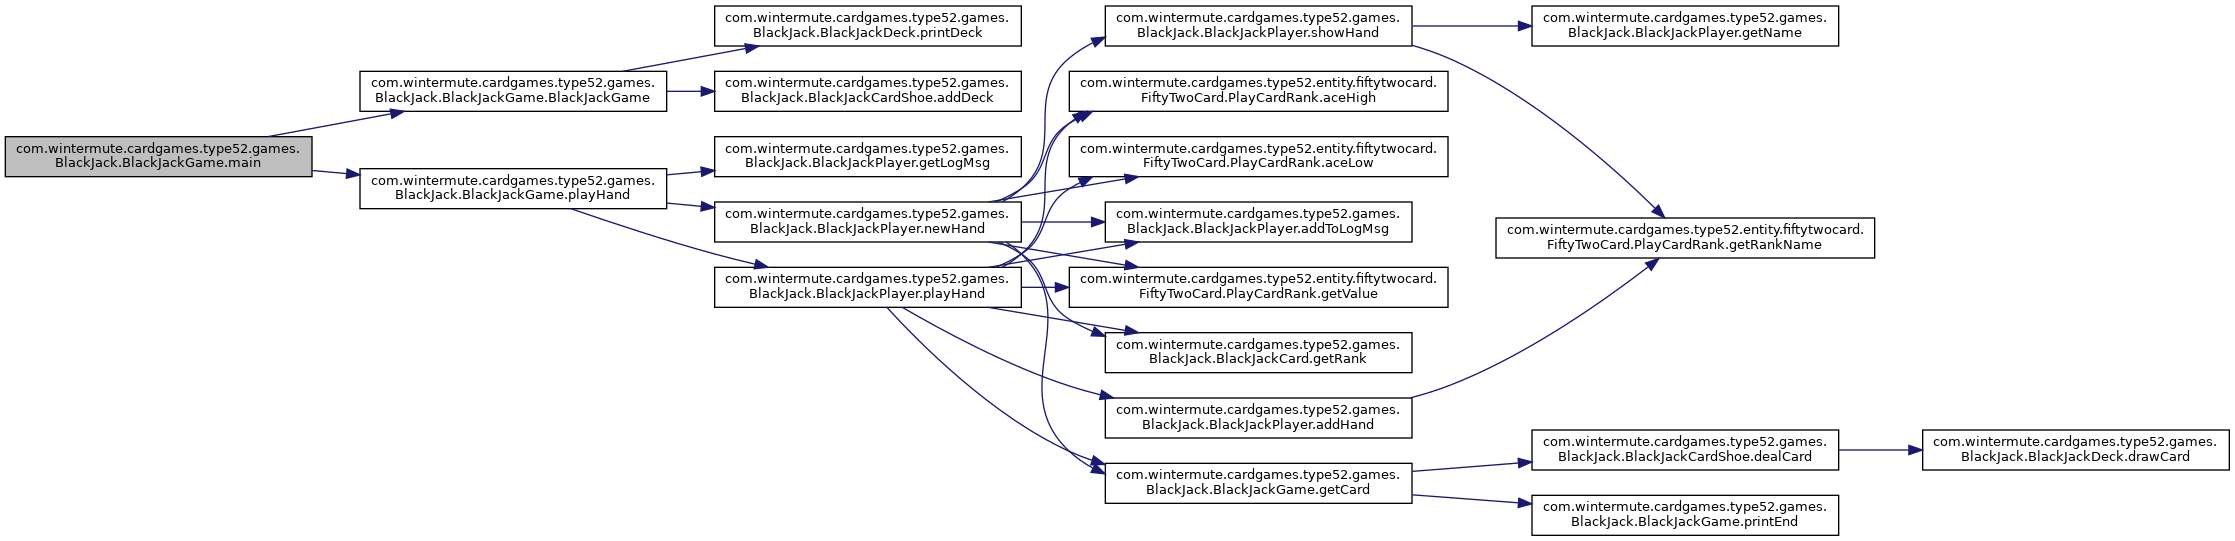 com.wintermute.cardgames.type52.games.
BlackJack.BlackJackGame.main
com.wintermute.cardgames.type52.games.
BlackJack.BlackJackGame.BlackJackGame
com.wintermute.cardgames.type52.games.
BlackJack.BlackJackGame.playHand
com.wintermute.cardgames.type52.games.
BlackJack.BlackJackDeck.printDeck
com.wintermute.cardgames.type52.games.
BlackJack.BlackJackCardShoe.addDeck
com.wintermute.cardgames.type52.games.
BlackJack.BlackJackPlayer.getLogMsg
com.wintermute.cardgames.type52.games.
BlackJack.BlackJackPlayer.newHand
com.wintermute.cardgames.type52.games.
BlackJack.BlackJackPlayer.playHand
com.wintermute.cardgames.type52.games.
BlackJack.BlackJackPlayer.showHand
com.wintermute.cardgames.type52.entity.fiftytwocard.
FiftyTwoCard.PlayCardRank.aceHigh
com.wintermute.cardgames.type52.entity.fiftytwocard.
FiftyTwoCard.PlayCardRank.aceLow
com.wintermute.cardgames.type52.games.
BlackJack.BlackJackPlayer.addToLogMsg
com.wintermute.cardgames.type52.entity.fiftytwocard.
FiftyTwoCard.PlayCardRank.getValue
com.wintermute.cardgames.type52.games.
BlackJack.BlackJackCard.getRank
com.wintermute.cardgames.type52.games.
BlackJack.BlackJackPlayer.addHand
com.wintermute.cardgames.type52.games.
BlackJack.BlackJackGame.getCard
com.wintermute.cardgames.type52.games.
BlackJack.BlackJackPlayer.getName
com.wintermute.cardgames.type52.entity.fiftytwocard.
FiftyTwoCard.PlayCardRank.getRankName
com.wintermute.cardgames.type52.games.
BlackJack.BlackJackCardShoe.dealCard
com.wintermute.cardgames.type52.games.
BlackJack.BlackJackGame.printEnd
com.wintermute.cardgames.type52.games.
BlackJack.BlackJackDeck.drawCard